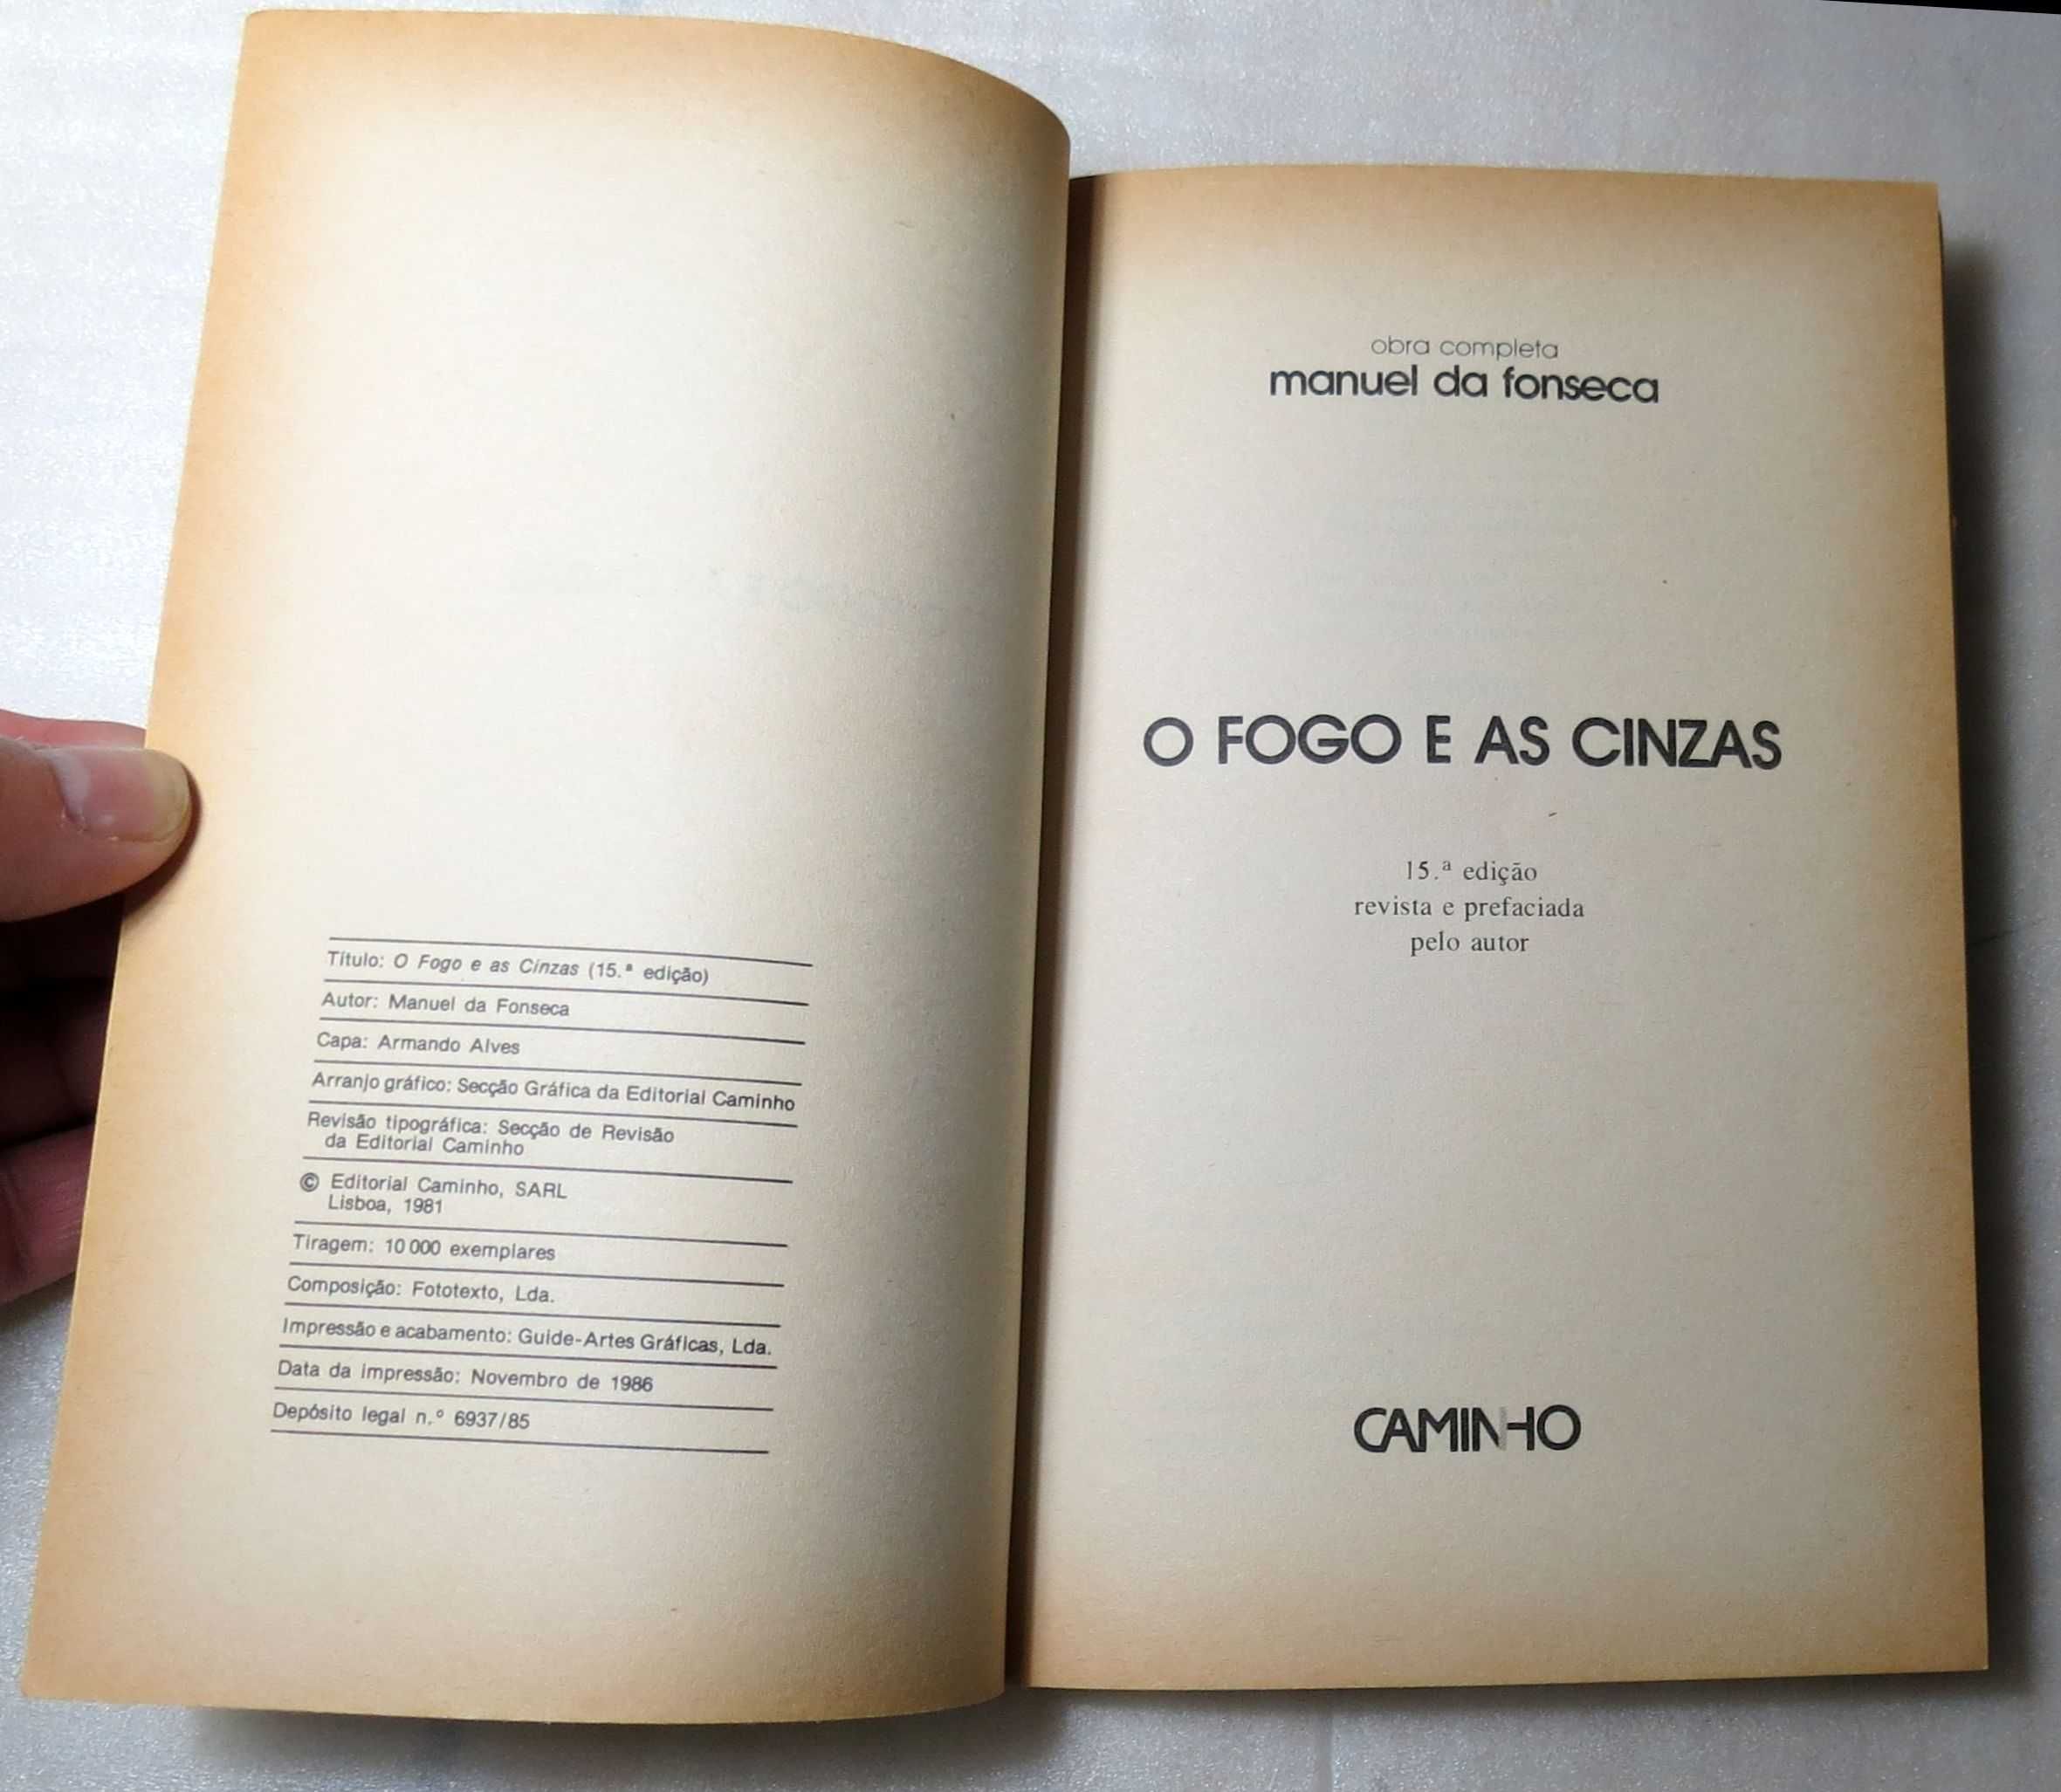 Título: O Fogo e as Cinzas (15.ª edição)
Autor: Manuel da Fonseca
Capa: Armando Alves
Arranjo gráfico: Secção Gráfica da Editorial Caminho
Revisão tipográfica: Secção de Revisão
da Editorial Caminho
© Editorial Caminho, SARL
Lisboa, 1981
Tiragem: 10 000 exemplares
Composição: Fototexto, Lda.
Impressão e acabamento: Guide-Artes Gráficas, Lda.
Data da impressão: Novembro de 1986
Depósito legal n.º 6937/85
obra completa
manuel da fonseca
O FOGO E AS CINZAS
15.ª edição
revista e prefaciada
pelo autor
CAMINHO